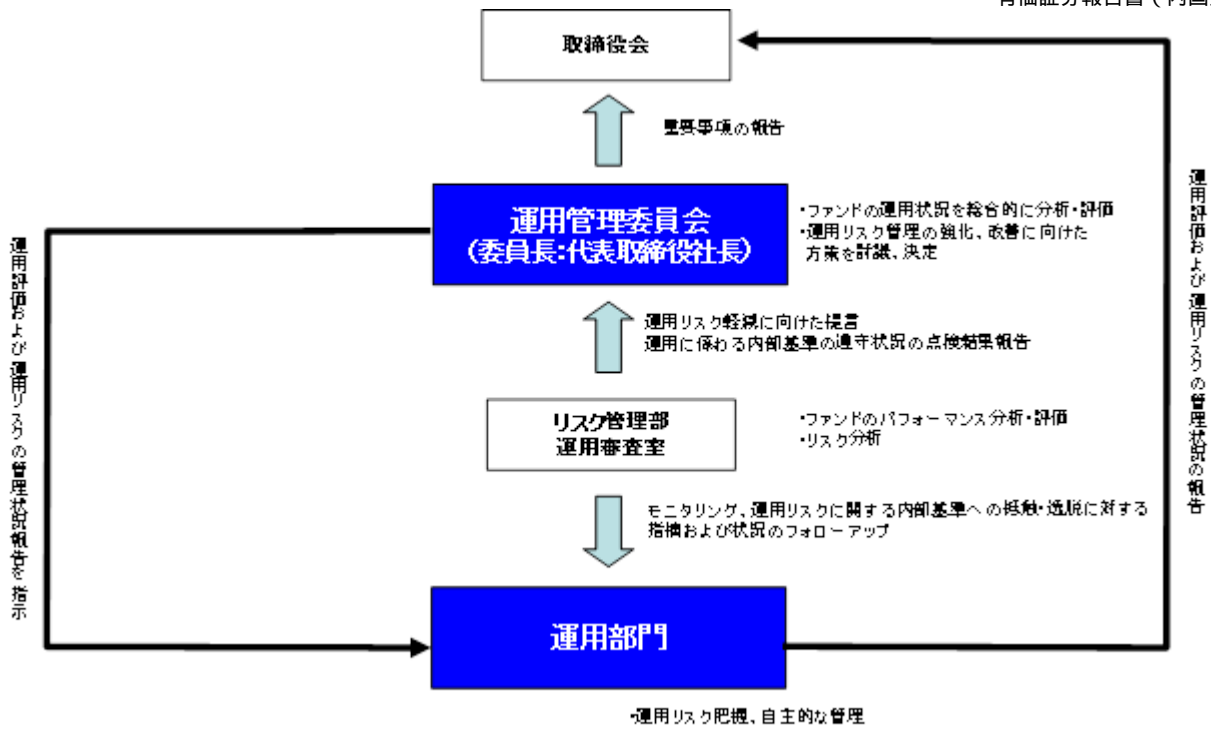 有価証券報告書（内国
取締役会
重要事項の報告
運用管理委員会
（委員長：代表取締役社長）
・ファンドの運用状況を総合的に分析・評価
・運用リスク管理の強化、改善に向けた
方策を討議、決定
運用リスク軽減に向けた提言
運用に係わる内部基準の遵守状況の点検結果報告
リスク管理部
運用審査室
・ファンドのパフォーマンス分析・評価
・リスク分析
モニタリング、運用リスクに関する内部基準への抵触・逸脱に対する
指摘および状況のフォローアップ
運用部門
・運用リスク把握、自主的な管理
運用評価および運用リスクの管理状況報告を指示
運用評価および運用リスクの管理状況の報告